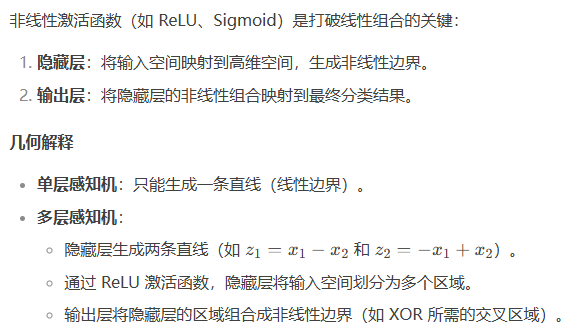 非线性激活函数（如 ReLU、Sigmoid）是打破线性组合的关键：
1. 隐藏层：将输入空间映射到高维空间，生成非线性边界。
2. 输出层：将隐藏层的非线性组合映射到最终分类结果。
几何解释
• 单层感知机：只能生成一条直线（线性边界）。
• 多层感知机：
◦ 隐藏层生成两条直线（如 z₁ = x₁ − x₂ 和 z₂ = −x₁ + x₂）。
◦ 通过 ReLU 激活函数，隐藏层将输入空间划分为多个区域。
◦ 输出层将隐藏层的区域组合成非线性边界（如 XOR 所需的交叉区域）。